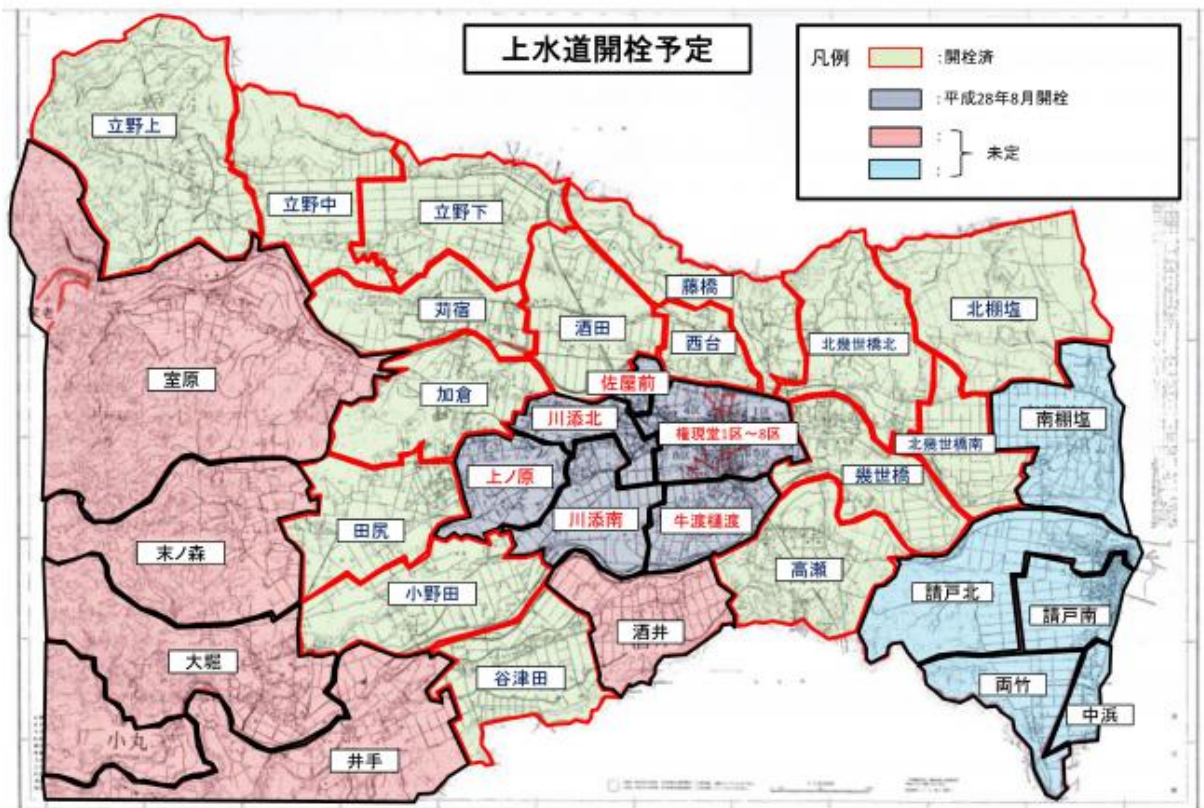 上水道開栓予定
凡例
：開栓済
：平成28年8月開栓
：
：
未定
立野上
立野中
立野下
藤橋
北棚塩
苅宿
酒田
西台
北幾世橋北
室原
佐屋前
加倉
川添北
権現堂1区～8区
南棚塩
北幾世橋南
上ノ原
幾世橋
田尻
川添南
牛渡樋渡
末ノ森
高瀬
小野田
請戸北
請戸南
酒井
大堀
谷津田
両竹
中浜
小丸
井手